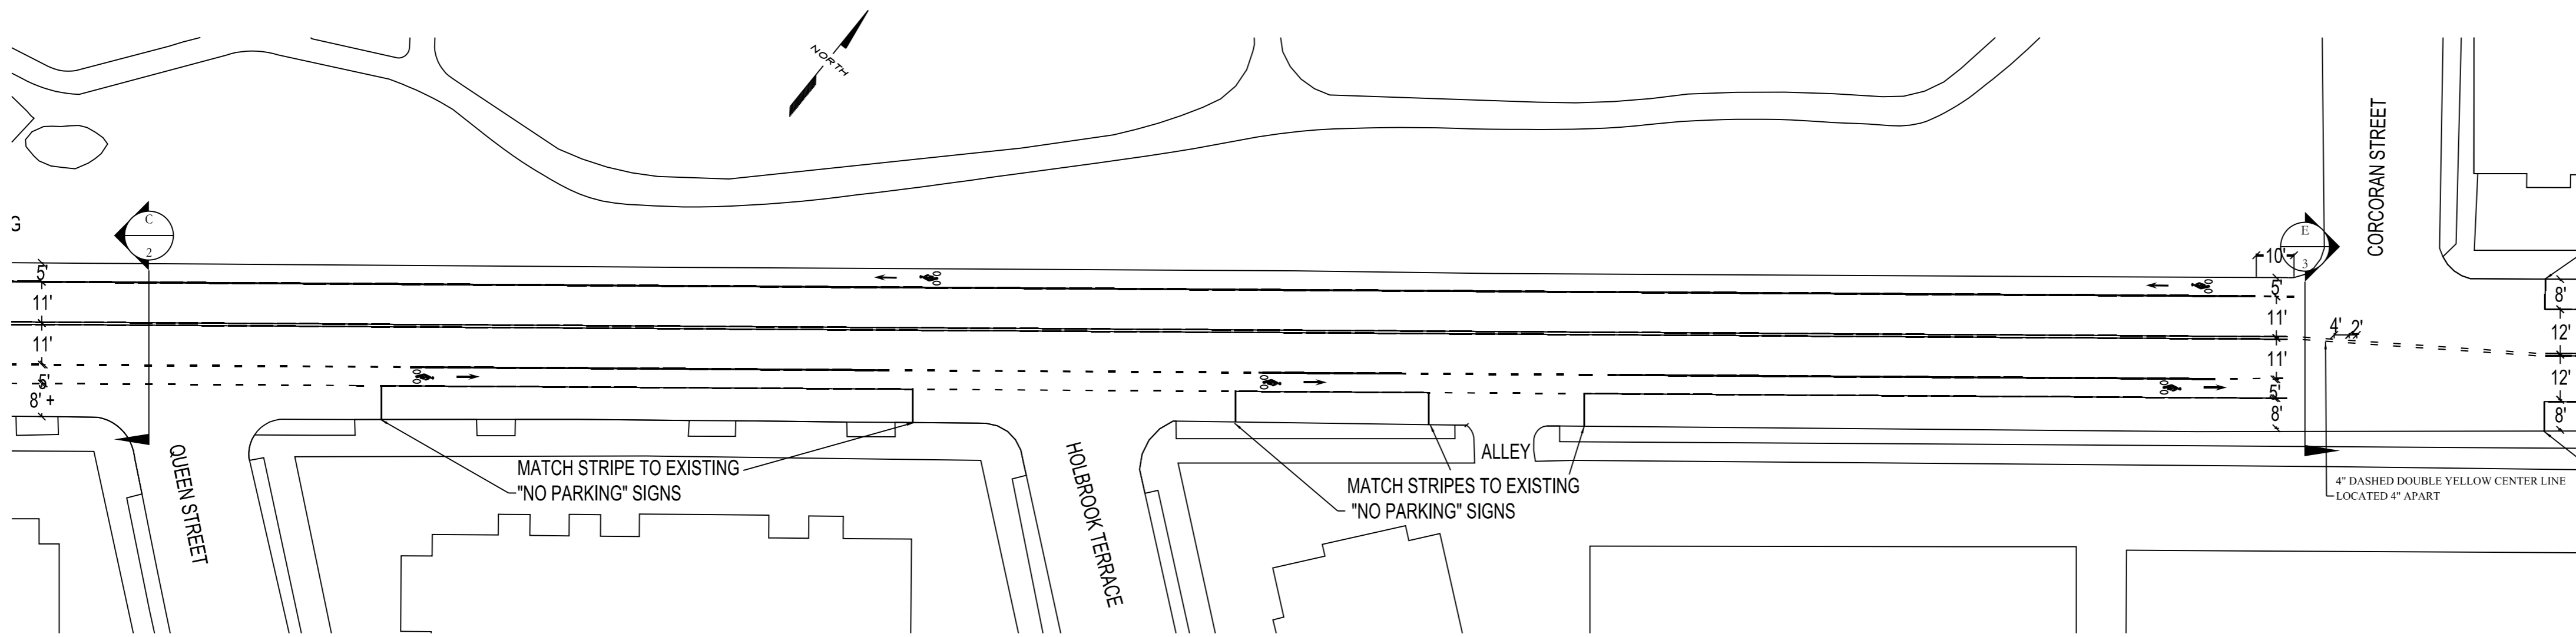 NORTH
G
C
2
5'
11'
11'
5'
8' +
QUEEN STREET
MATCH STRIPE TO EXISTING
"NO PARKING" SIGNS
HOLBROOK TERRACE
MATCH STRIPES TO EXISTING
"NO PARKING" SIGNS
ALLEY
E
3
10'
5'
11'
11'
5'
8'
4' 2'
CORCORAN STREET
8'
12'
12'
8'
4" DASHED DOUBLE YELLOW CENTER LINE
LOCATED 4" APART